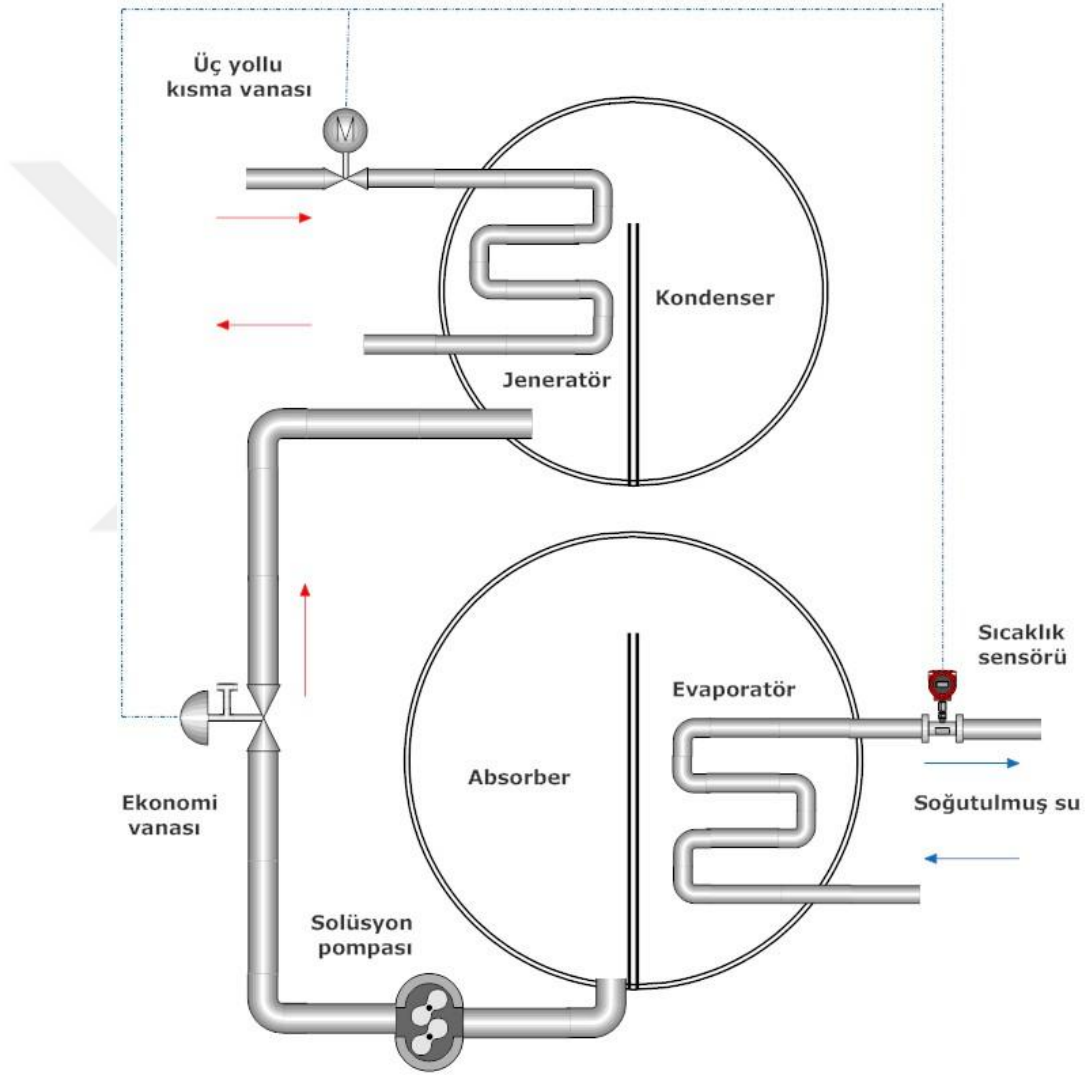 Üç yollu
kısma vanası
M
Kondenser
Jeneratör
Sıcaklık
sensörü
Evaporatör
Absorber
Soğutulmuş su
Ekonomi
vanası
Solüsyon
pompası